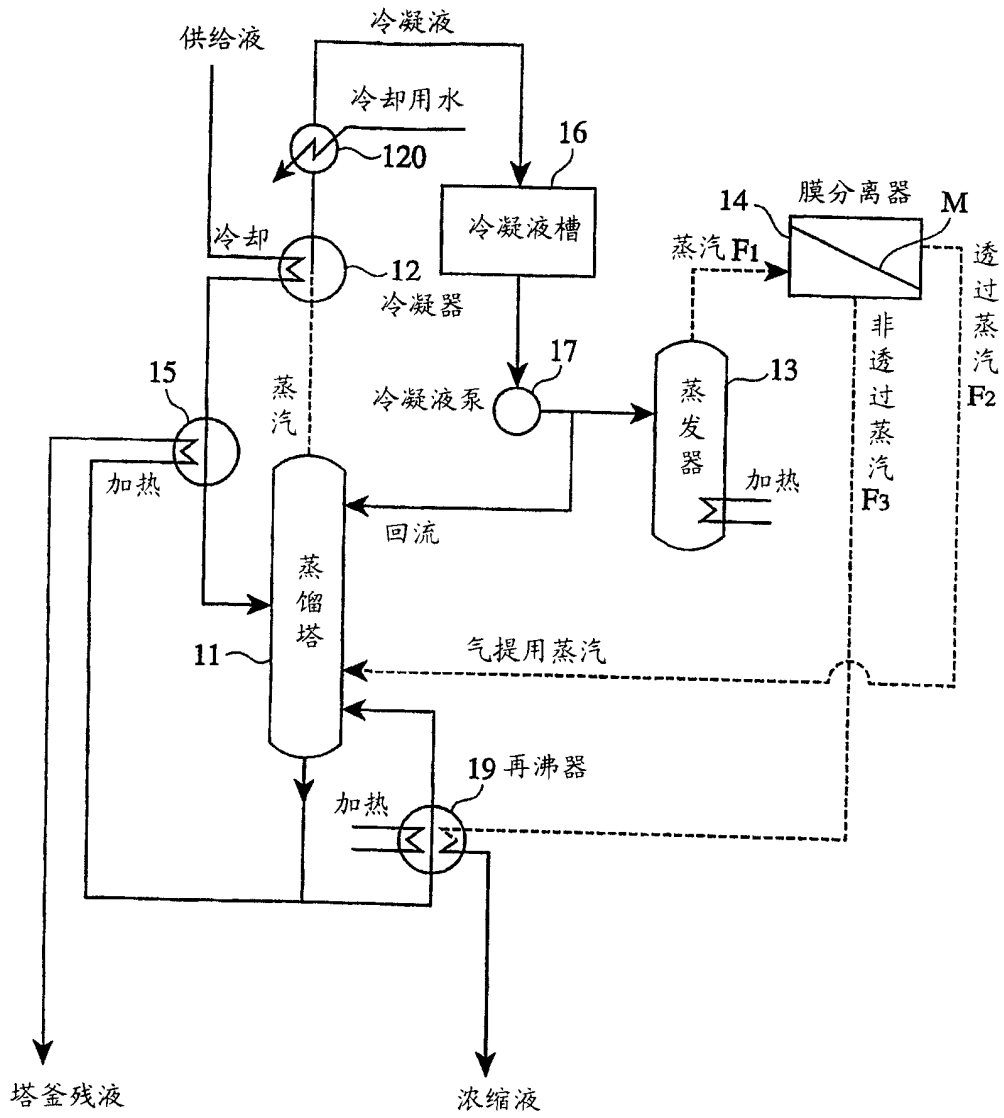 供给液
冷凝液
冷却用水
120
16
冷凝液槽
冷却
12
冷凝器
膜分离器
14
M
蒸汽 F1
透过蒸汽 F2
非透过蒸汽 F3
15
加热
蒸汽
17
冷凝液泵
13
蒸发器
加热
回流
蒸馏塔
11
气提用蒸汽
19 再沸器
加热
塔釜残液
浓缩液